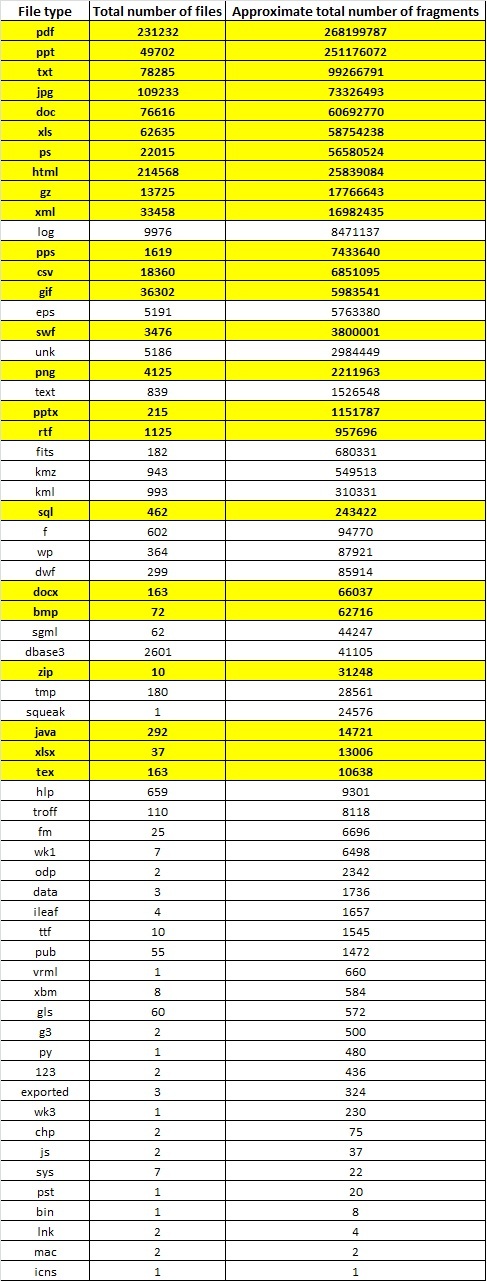 File type Total number of files Approximate total number of fragments
pdf 231232 268199787
ppt 49702 251176072
txt 78285 99266791
jpg 109233 73326493
doc 76616 60692770
xls 62635 58754238
ps 22015 56580524
html 214568 25839084
gz 13725 17766643
xml 33458 16982435
log 9976 8471137
pps 1619 7433640
csv 18360 6851095
gif 36302 5983541
eps 5191 5763380
swf 3476 3800001
unk 5186 2984449
png 4125 2211963
text 839 1526548
pptx 215 1151787
rtf 1125 957696
fits 182 680331
kmz 943 549513
kml 993 310331
sql 462 243422
f 602 94770
wp 364 87921
dwf 299 85914
docx 163 66037
bmp 72 62716
sgml 62 44247
dbase3 2601 41105
zip 10 31248
tmp 180 28561
squeak 1 24576
java 292 14721
xlsx 37 13006
tex 163 10638
hlp 659 9301
troff 110 8118
fm 25 6696
wk1 7 6498
odp 2 2342
data 3 1736
ileaf 4 1657
ttf 10 1545
pub 55 1472
vrml 1 660
xbm 8 584
gls 60 572
g3 2 500
py 1 480
123 2 436
exported 3 324
wk3 1 230
chp 2 75
js 2 37
sys 7 22
pst 1 20
bin 1 8
lnk 2 4
mac 2 2
icns 1 1